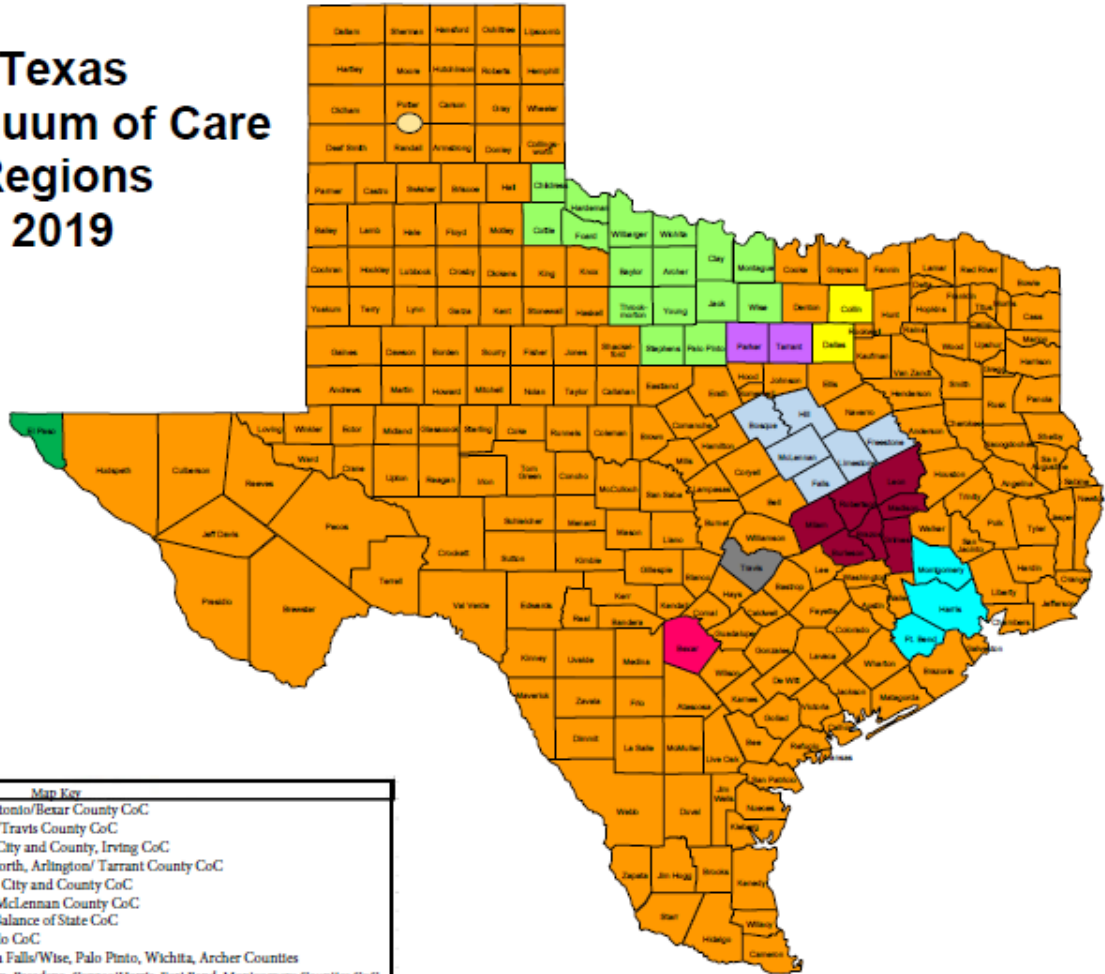 Texas
uum of Care
Regions
2019
Dallam Sherman Hansford Ochiltree Lipscomb
Hartley Moore Hutchinson Roberts Hemphill
Oldham Potter Carson Gray Wheeler
Deaf Smith Randall Armstrong Donley
Parmer Castro Swisher Briscoe Hall Childress
Hardeman
Bailey Lamb Hale Floyd Motley Cottle Foard Wilbarger Wichita
Clay Montague Cooke Grayson Fannin Lamar Red River Bowie
Cochran Hockley Lubbock Crosby Dickens King Knox Baylor Archer
Yoakum Terry Lynn Garza Kent Stonewall Haskell Throck-
morton Young Jack Wise Denton Collin Hunt Hopkins Titus Cass
Gaines Dawson Borden Scurry Fisher Jones Shackel-
ford Stephens Palo Pinto Parker Tarrant Dallas Kaufman Wood Upshur Harrison
Andrews Martin Howard Mitchell Nolan Taylor Callahan Eastland Erath Hood Johnson Ellis Van Zandt Henderson Smith Rusk Panola
El Paso Hudspeth Culberson Reeves Loving Winkler Ector Midland Glasscock Sterling Coke Runnels Coleman Brown Comanche Hamilton Bosque Hill Navarro Freestone Anderson Cherokee Nacogdoches Shelby
Ward Crane Upton Reagan Irion Tom
Green Concho McCulloch San Saba Mills Lampasas Coryell McLennan Limestone Falls Bell Leon Houston Angelina Trinity
Jeff Davis Pecos Crockett Schleicher Menard Mason Llano Burnet Williamson Milam Robertson Walker Polk Tyler Jasper
Presidio Brewster Terrell Sutton Kimble Gillespie Blanco Travis Lee Washington Montgomery San
Jacinto Hardin Orange
Val Verde Edwards Real Kerr Bandera Kendall Comal Hays Caldwell Bastrop Fayette Austin Harris Liberty Jefferson Chambers
Kinney Uvalde Medina Bexar Guadalupe Gonzales Lavaca Colorado Wharton Ft. Bend Brazoria Galveston
Maverick Zavala Frio Atascosa Wilson Karnes De Witt Victoria Jackson Matagorda
Dimmit La Salle McMullen Live Oak Bee Goliad Refugio
Webb Duval Jim
Wells San Patricio Nueces Kleberg
Zapata Jim Hogg Brooks Kenedy
Starr Hidalgo Willacy Cameron
Map Key
tonio/Bexar County CoC
/Travis County CoC
City and County, Irving CoC
orth, Arlington/ Tarrant County CoC
City and County CoC
McLennan County CoC
Balance of State CoC
lo CoC
Falls/Wise, Palo Pinto, Wichita, Archer Counties